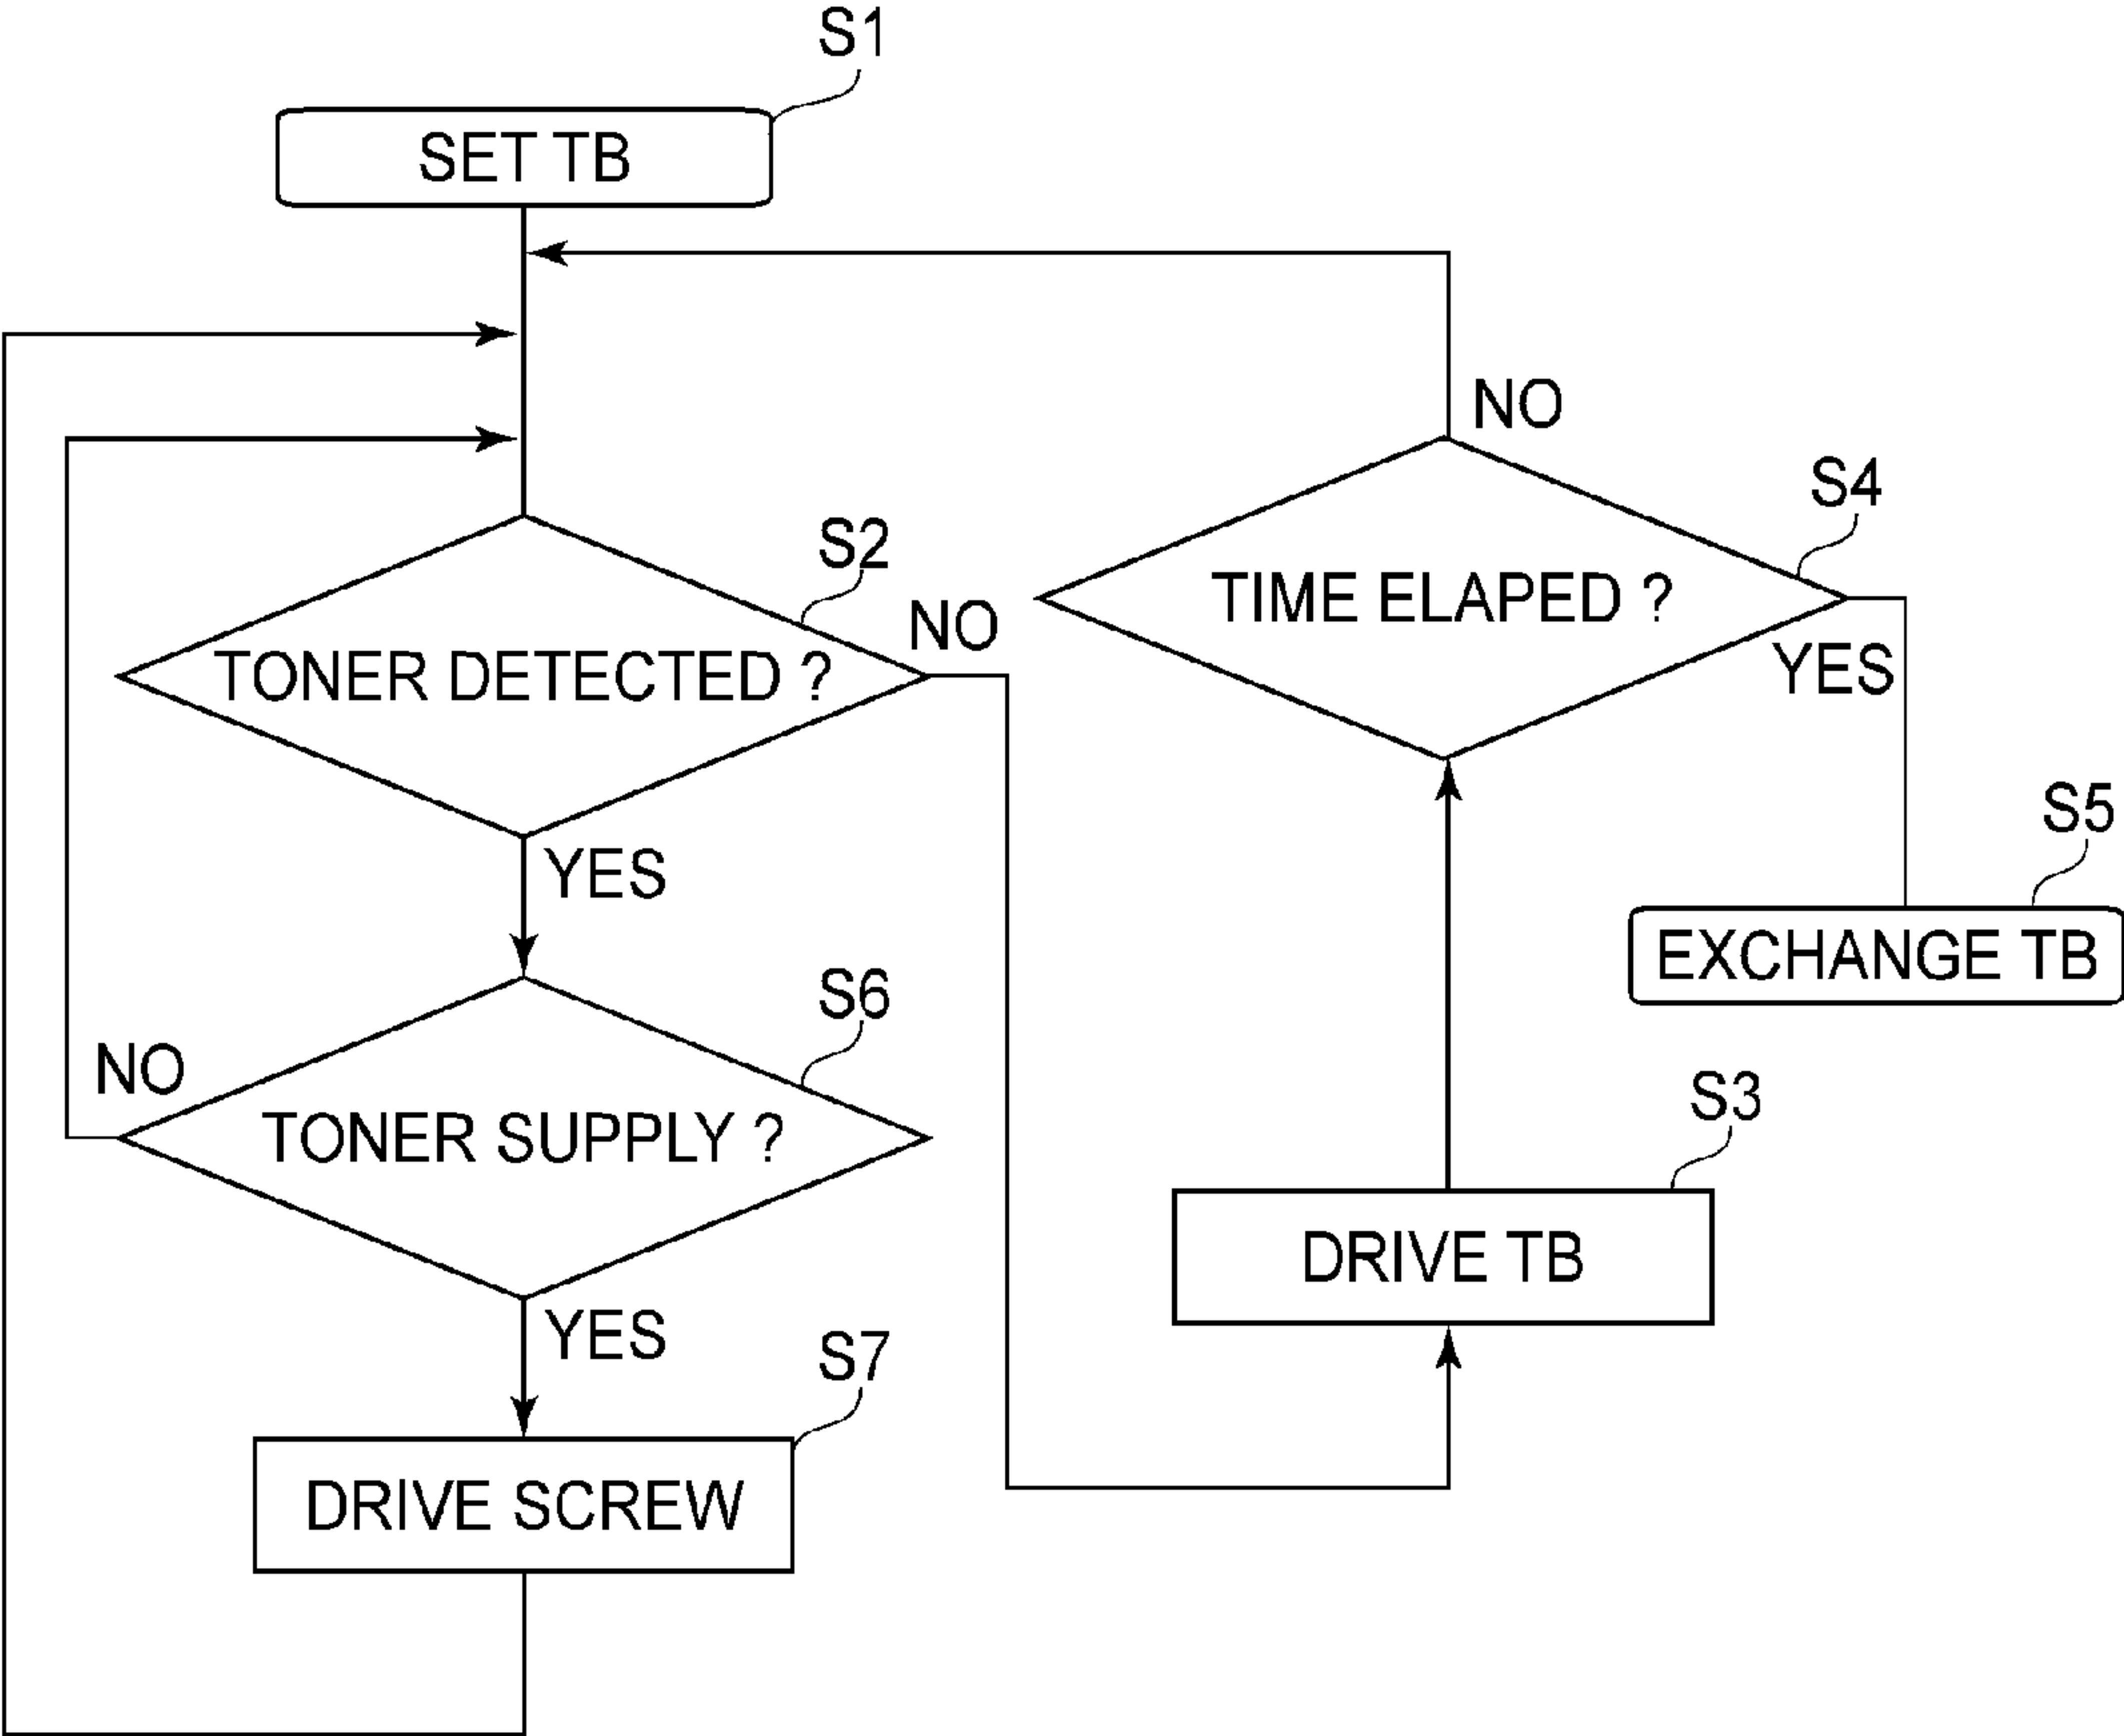 S1
SET TB
NO
S4
S2
NO
TIME ELAPED ?
TONER DETECTED ?
YES
S5
YES
EXCHANGE TB
S6
NO
S3
TONER SUPPLY ?
DRIVE TB
YES
S7
DRIVE SCREW